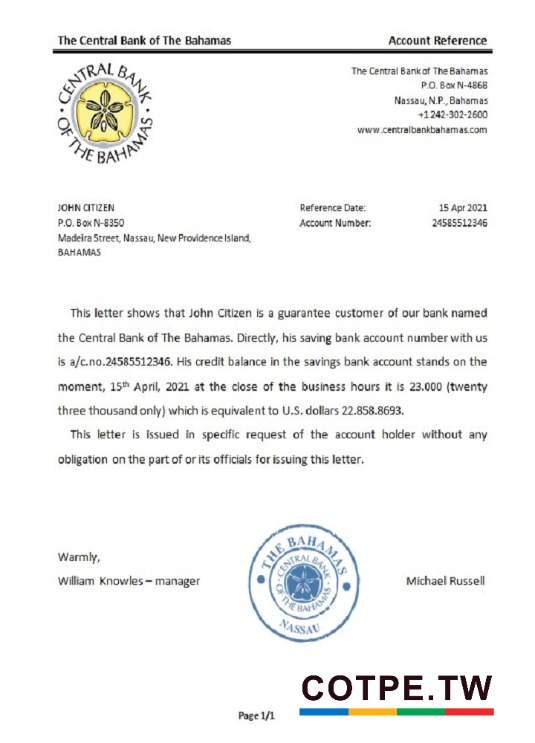 The Central Bank of The Bahamas
Account Reference
CENTRAL BANK OF THE BAHAMAS
The Central Bank of The Bahamas
P.O. Box N-4868
Nassau, N.P., Bahamas
+1 242-302-2600
www.centralbankbahamas.com
JOHN CITIZEN
P.O. Box N-8350
Madeira Street, Nassau, New Providence Island,
BAHAMAS
Reference Date: 15 Apr 2021
Account Number: 24585512346
This letter shows that John Citizen is a guarantee customer of our bank named
the Central Bank of The Bahamas. Directly, his saving bank account number with us
is a/c.no.24585512346. His credit balance in the savings bank account stands on the
moment, 15th April, 2021 at the close of the business hours it is 23.000 (twenty
three thousand only) which is equivalent to U.S. dollars 22.858.8693.
This letter is issued in specific request of the account holder without any
obligation on the part of or its officials for issuing this letter.
Warmly,
William Knowles – manager
THE BAHAMAS
CENTRAL BANK
OF THE BAHAMAS
NASSAU
Michael Russell
COTPE.TW
Page 1/1